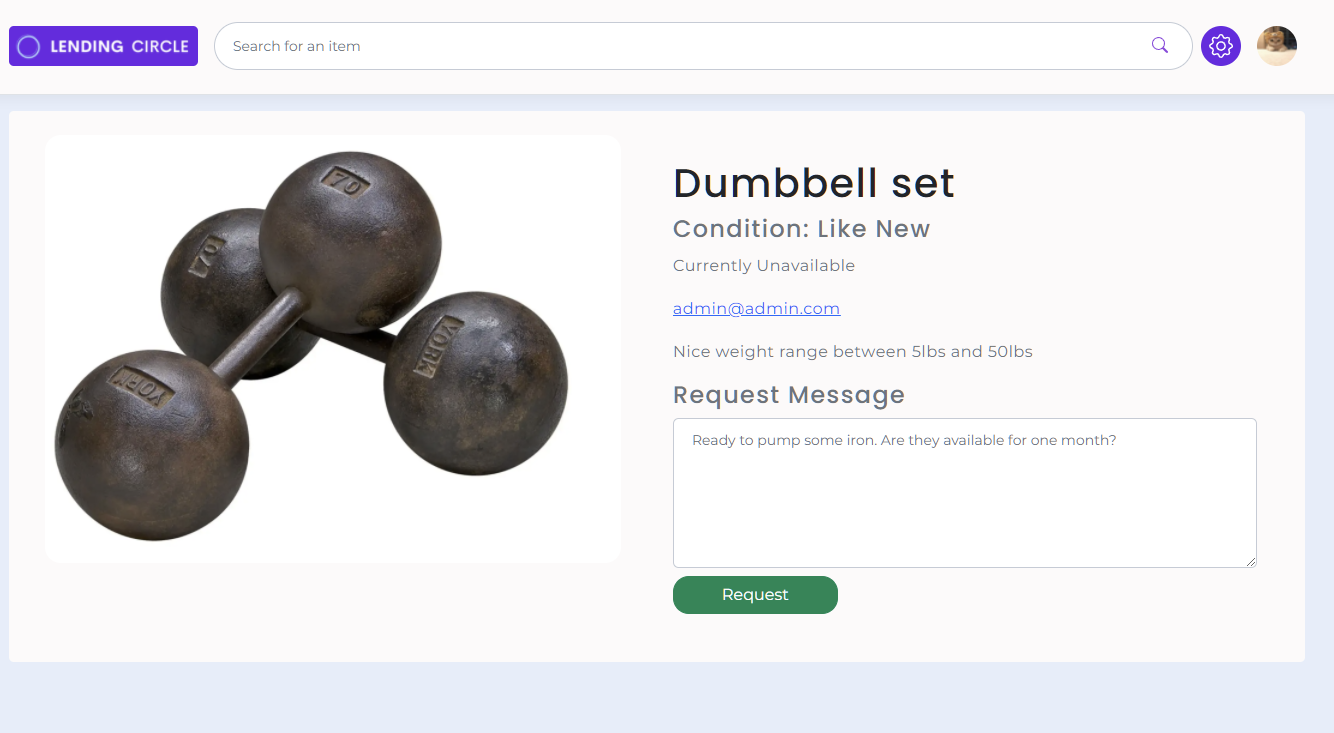 LENDING CIRCLE
Search for an item
70
70
YORK
YORK
Dumbbell set
Condition: Like New
Currently Unavailable
admin@admin.com
Nice weight range between 5lbs and 50lbs
Request Message
Ready to pump some iron. Are they available for one month?
Request